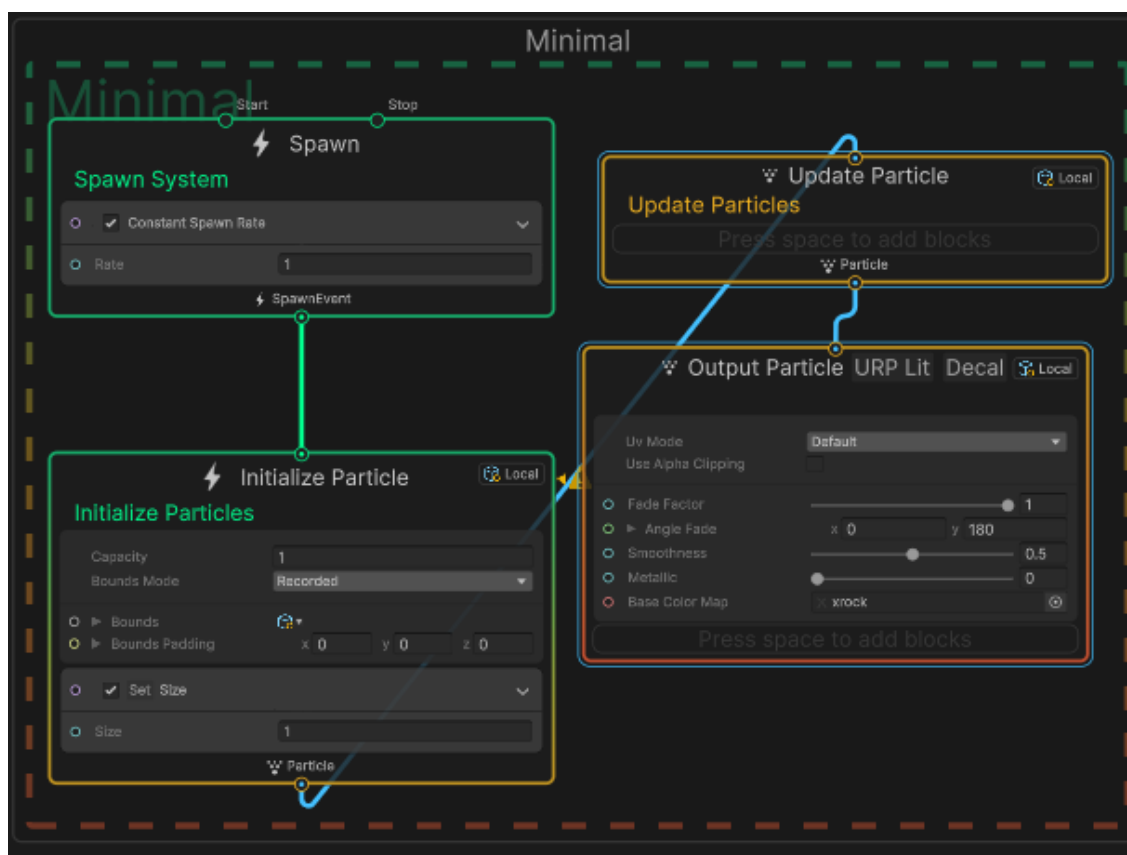 Minimal
Minimal
Start
Stop
Spawn
Spawn System
Constant Spawn Rate
Rate
1
SpawnEvent
Initialize Particle
Local
Initialize Particles
Capacity
1
Bounds Mode
Recorded
Bounds
Bounds Padding
x 0
y 0
z 0
Set Size
Size
1
Particle
Update Particle
Local
Update Particles
Press space to add blocks
Particle
Output Particle URP Lit Decal
Local
Uv Mode
Default
Use Alpha Clipping
Fade Factor
1
Angle Fade
x 0
y 180
Smoothness
0.5
Metallic
0
Base Color Map
xrock
Press space to add blocks